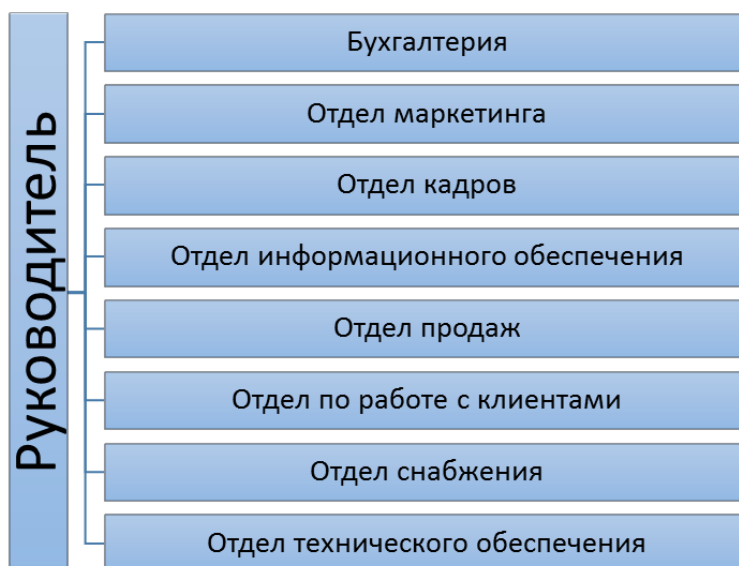 Руководитель
Бухгалтерия
Отдел маркетинга
Отдел кадров
Отдел информационного обеспечения
Отдел продаж
Отдел по работе с клиентами
Отдел снабжения
Отдел технического обеспечения